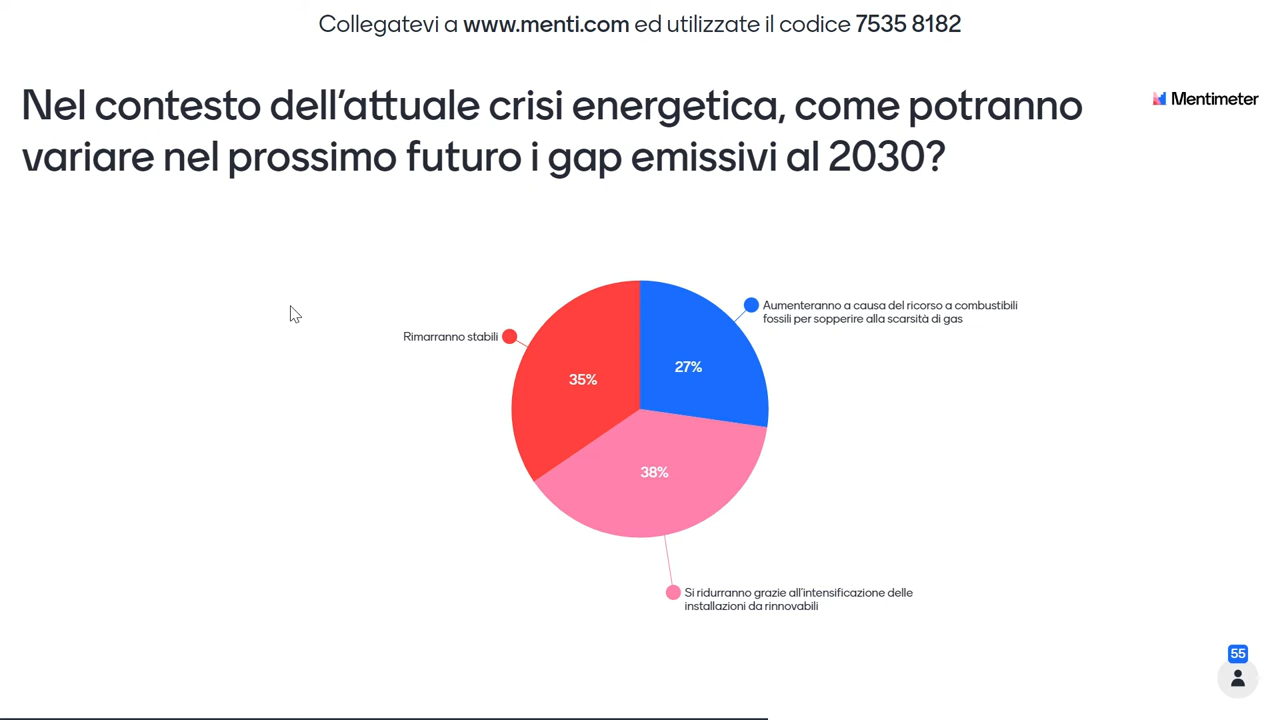 Collegatevi a www.menti.com ed utilizzate il codice 7535 8182
Nel contesto dell'attuale crisi energetica, come potranno
variare nel prossimo futuro i gap emissivi al 2030?
Mentimeter
Aumenteranno a causa del ricorso a combustibili
fossili per sopperire alla scarsità di gas
Rimarranno stabili
27%
35%
38%
Si ridurranno grazie all'intensificazione delle
installazioni da rinnovabili
55